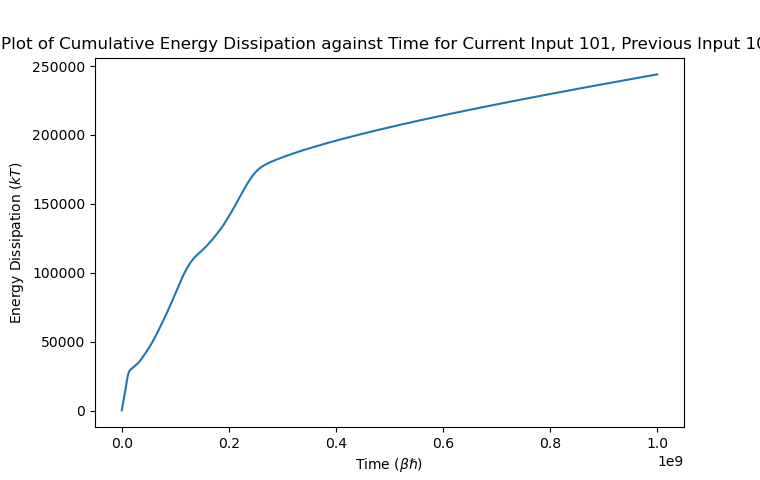 Plot of Cumulative Energy Dissipation against Time for Current Input 101, Previous Input 10
250000
200000
150000
100000
50000
0
Energy Dissipation (kT)
0.0 0.2 0.4 0.6 0.8 1.0
1e9
Time (βħ)